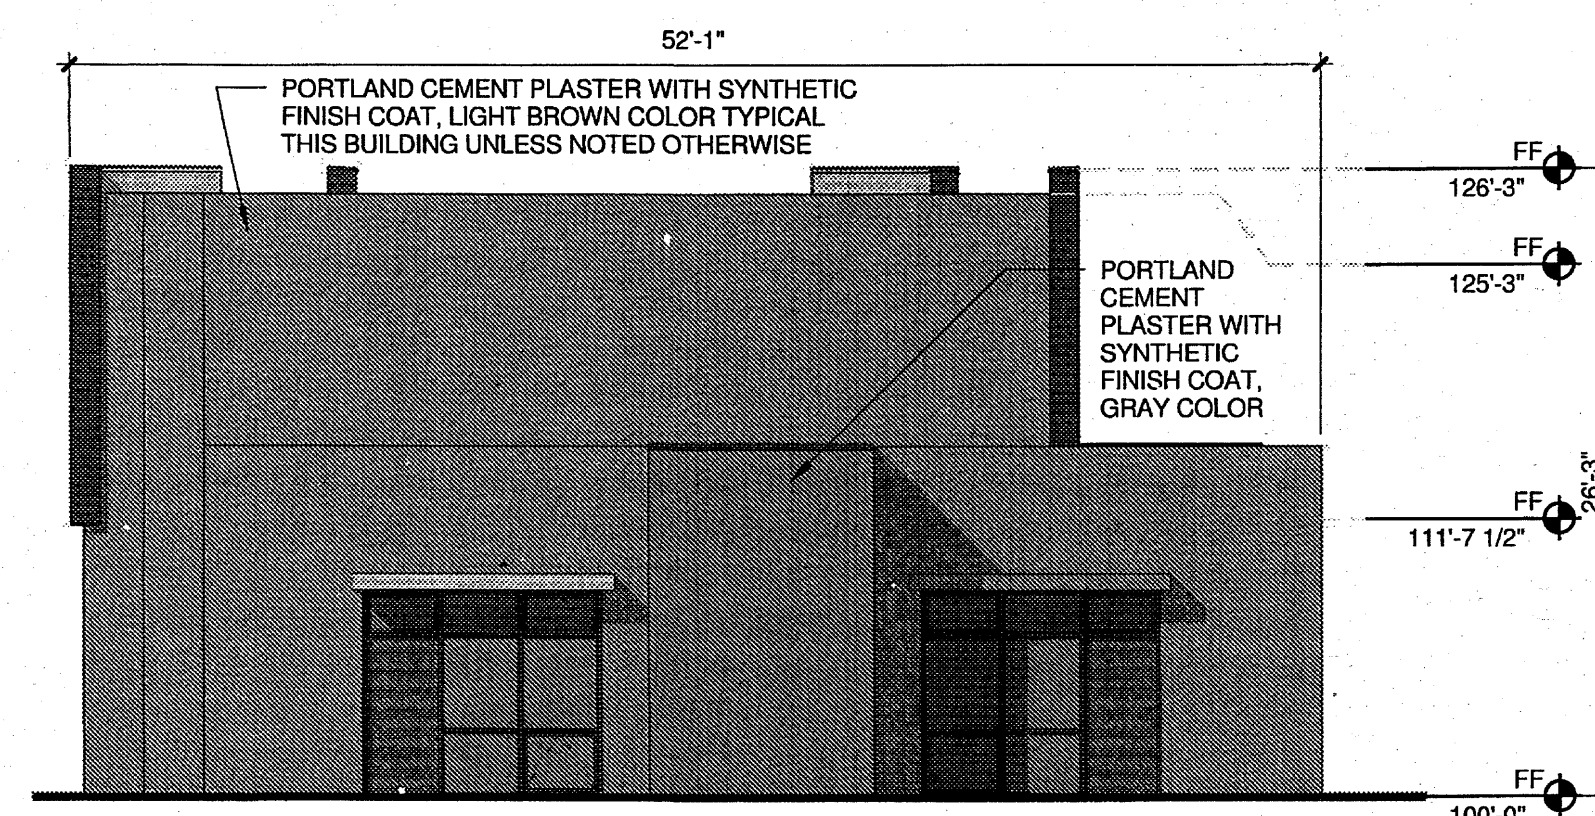 52'-1"
PORTLAND CEMENT PLASTER WITH SYNTHETIC
FINISH COAT, LIGHT BROWN COLOR TYPICAL
THIS BUILDING UNLESS NOTED OTHERWISE
FF
126'-3"
FF
125'-3"
PORTLAND
CEMENT
PLASTER WITH
SYNTHETIC
FINISH COAT,
GRAY COLOR
FF
111'-7 1/2"
26'-3"
FF
100'-0"